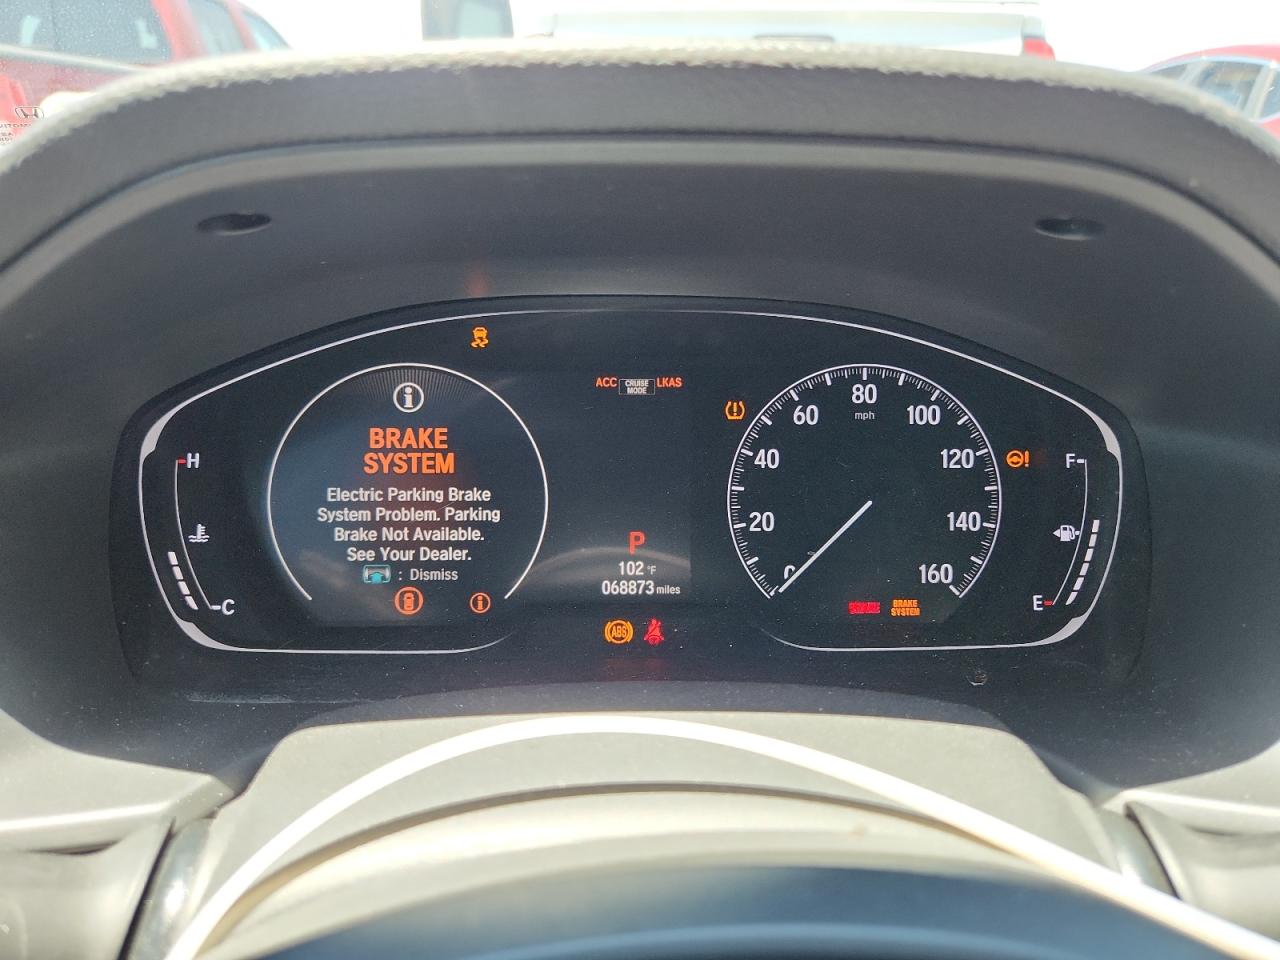 ACC CRUISE MODE LKAS
BRAKE
SYSTEM
Electric Parking Brake
System Problem. Parking
Brake Not Available.
See Your Dealer.
: Dismiss
H
C
P
102 °F
068873 miles
ABS
0
20
40
60
80
100
120
140
160
mph
BRAKE
SYSTEM
F
E